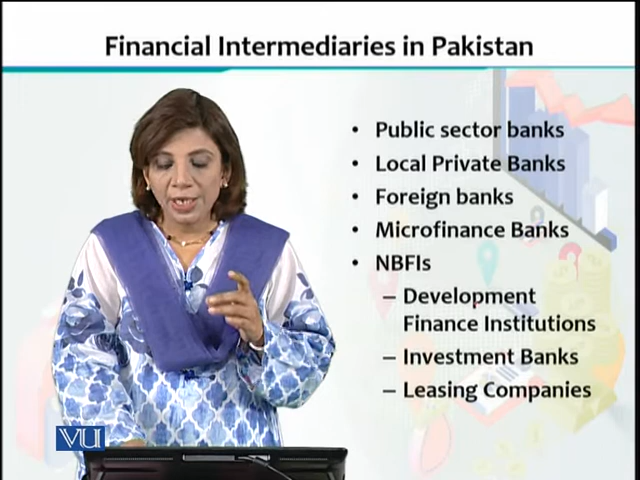 Financial Intermediaries in Pakistan
• Public sector banks
• Local Private Banks
• Foreign banks
• Microfinance Banks
• NBFIs
– Development
Finance Institutions
– Investment Banks
– Leasing Companies
VU